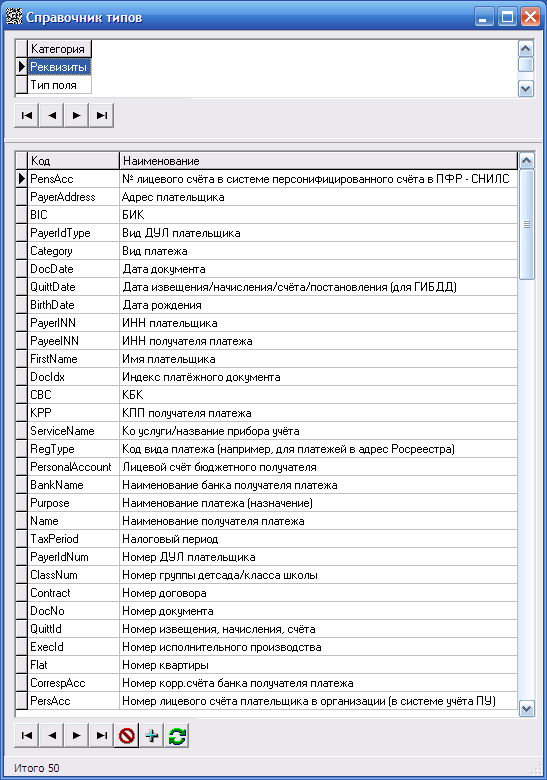 Справочник типов
Категория
Реквизиты
Тип поля
Код Наименование
PensAcc № лицевого счёта в системе персонифицированного счёта в ПФР - СНИЛС
PayerAddress Адрес плательщика
BIC БИК
PayerIdType Вид ДУЛ плательщика
Category Вид платежа
DocDate Дата документа
QuittDate Дата извещения/начисления/счёта/постановления (для ГИБДД)
BirthDate Дата рождения
PayerINN ИНН плательщика
PayeeINN ИНН получателя платежа
FirstName Имя плательщика
DocIdx Индекс платёжного документа
CBC КБК
KPP КПП получателя платежа
ServiceName Ко услуги/название прибора учёта
RegType Код вида платежа (например, для платежей в адрес Росреестра)
PersonalAccount Лицевой счёт бюджетного получателя
BankName Наименование банка получателя платежа
Purpose Наименование платежа (назначение)
Name Наименование получателя платежа
TaxPeriod Налоговый период
PayerIdNum Номер ДУЛ плательщика
ClassNum Номер группы детсада/класса школы
Contract Номер договора
DocNo Номер документа
QuittId Номер извещения, начисления, счёта
ExecId Номер исполнительного производства
Flat Номер квартиры
CorrespAcc Номер корр.счёта банка получателя платежа
PersAcc Номер лицевого счёта плательщика в организации (в системе учёта ПУ)
Итого 50